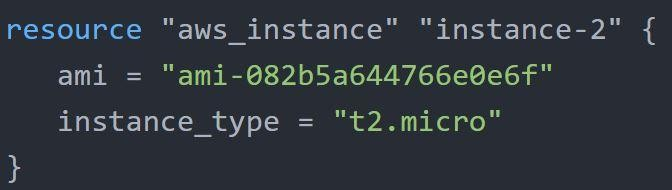 resource "aws_instance" "instance-2" {
ami = "ami-082b5a644766e0e6f"
instance_type = "t2.micro"
}